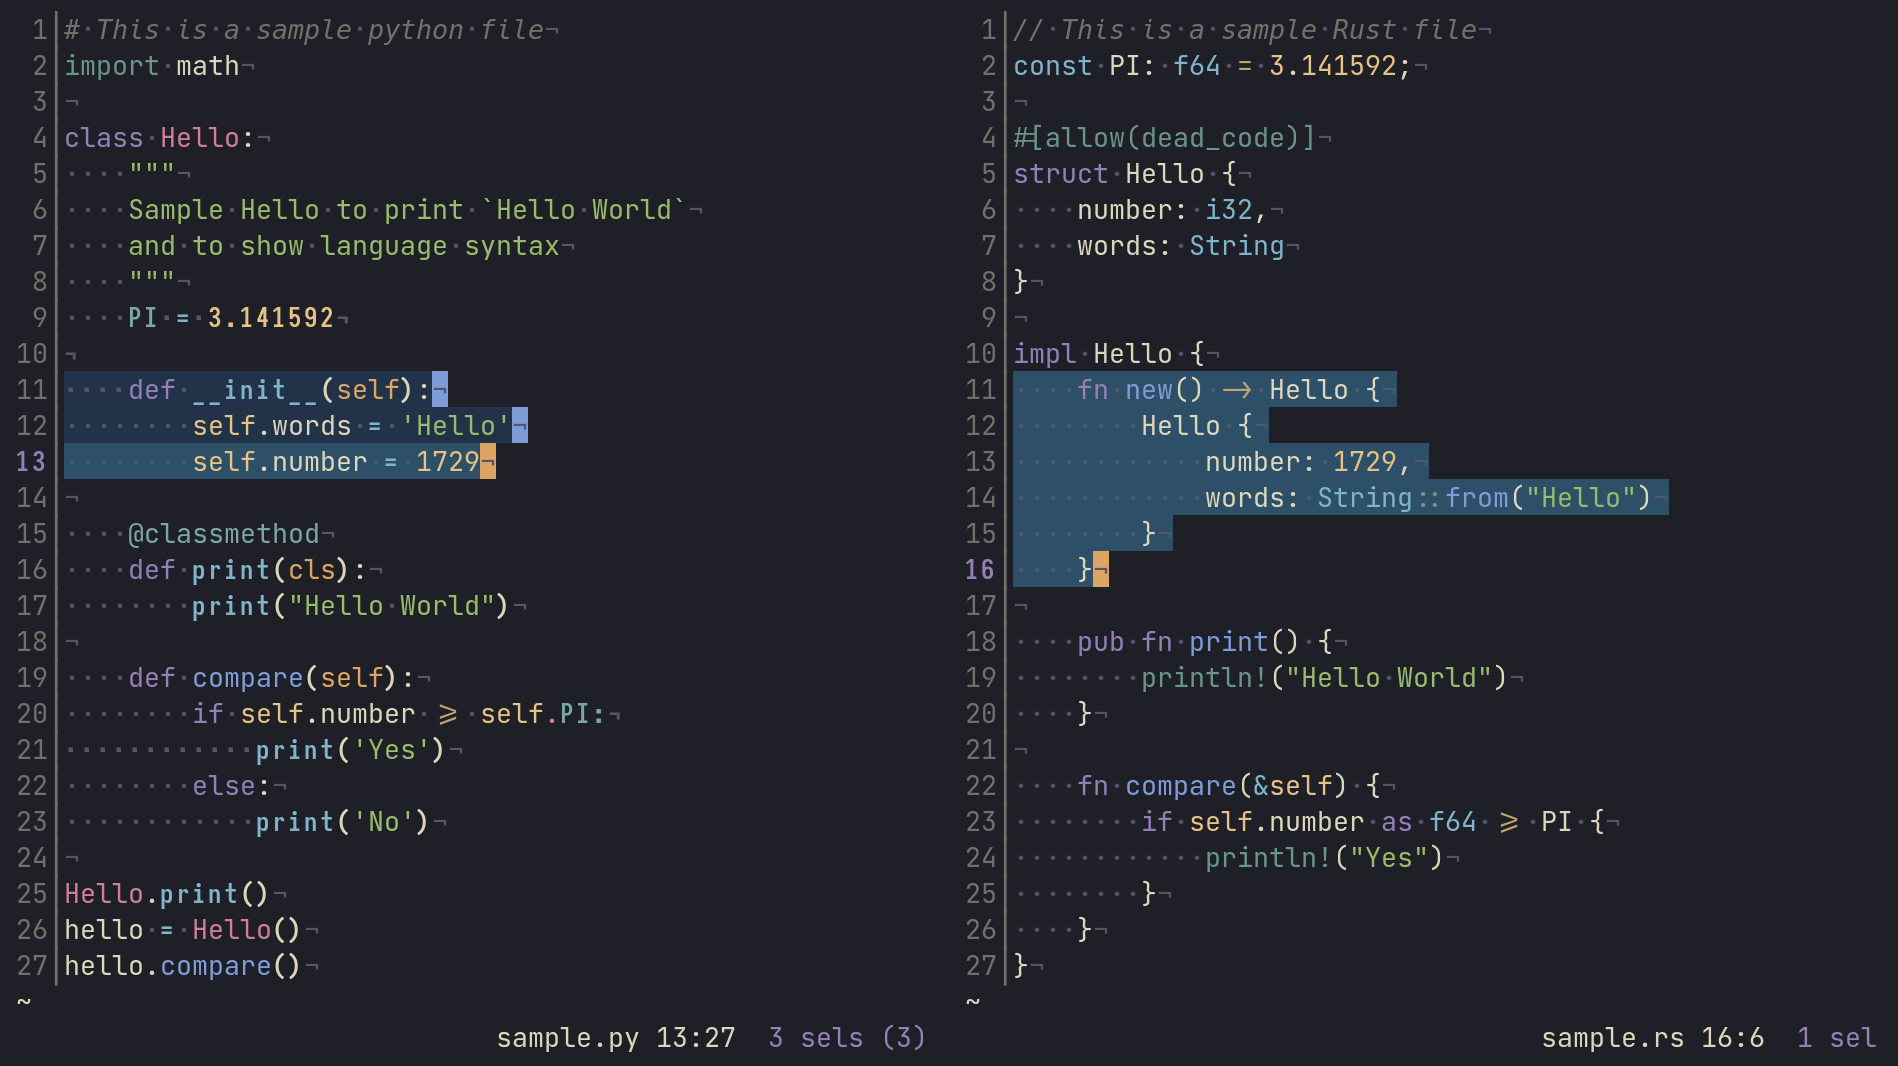 1 # This is a sample python file¬
2 import math¬
3 ¬
4 class Hello:¬
5 ····"""¬
6 ····Sample·Hello·to·print·`Hello·World`¬
7 ····and·to·show·language·syntax¬
8 ····"""¬
9 ····PI·=·3.141592¬
10 ¬
11 ····def·__init__(self):¬
12 ········self.words·=·'Hello'¬
13 ········self.number·=·1729¬
14 ¬
15 ····@classmethod¬
16 ····def·print(cls):¬
17 ········print("Hello·World")¬
18 ¬
19 ····def·compare(self):¬
20 ········if·self.number·>=·self.PI:¬
21 ············print('Yes')¬
22 ········else:¬
23 ············print('No')¬
24 ¬
25 Hello.print()¬
26 hello·=·Hello()¬
27 hello.compare()¬
~
sample.py 13:27 3 sels (3)
1 //·This·is·a·sample·Rust·file¬
2 const·PI:·f64·=·3.141592;¬
3 ¬
4 #[allow(dead_code)]¬
5 struct·Hello·{¬
6 ····number:·i32,¬
7 ····words:·String¬
8 }¬
9 ¬
10 impl·Hello·{¬
11 ····fn·new()·->·Hello·{¬
12 ········Hello·{¬
13 ············number:·1729,¬
14 ············words:·String::from("Hello")¬
15 ········}¬
16 ····}¬
17 ¬
18 ····pub·fn·print()·{¬
19 ········println!("Hello·World")¬
20 ····}¬
21 ¬
22 ····fn·compare(&self)·{¬
23 ········if·self.number·as·f64·>=·PI·{¬
24 ············println!("Yes")¬
25 ········}¬
26 ····}¬
27 }¬
~
sample.rs 16:6 1 sel